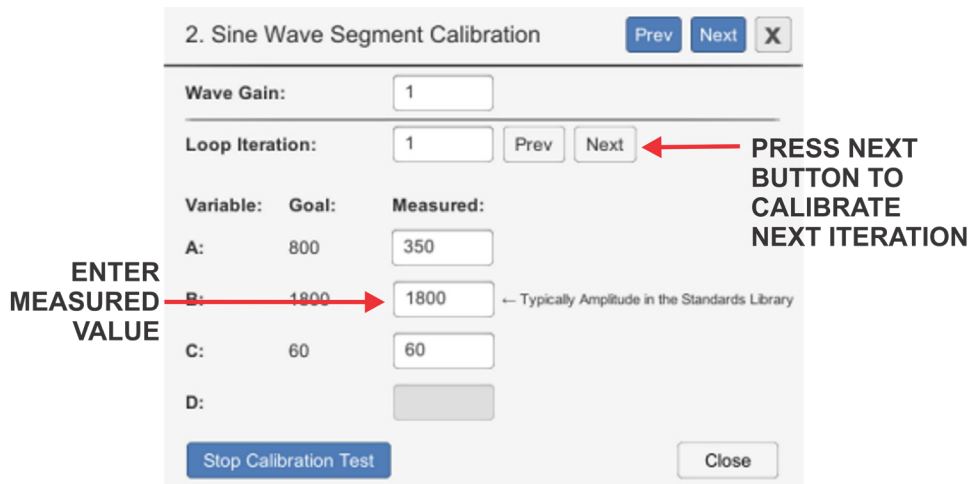 2. Sine Wave Segment Calibration
Prev Next X
Wave Gain: 1
Loop Iteration: 1 Prev Next
PRESS NEXT
BUTTON TO
CALIBRATE
NEXT ITERATION
Variable: Goal: Measured:
A: 800 350
ENTER
MEASURED
VALUE
B: 1800 1800 ← Typically Amplitude in the Standards Library
C: 60 60
D:
Stop Calibration Test Close